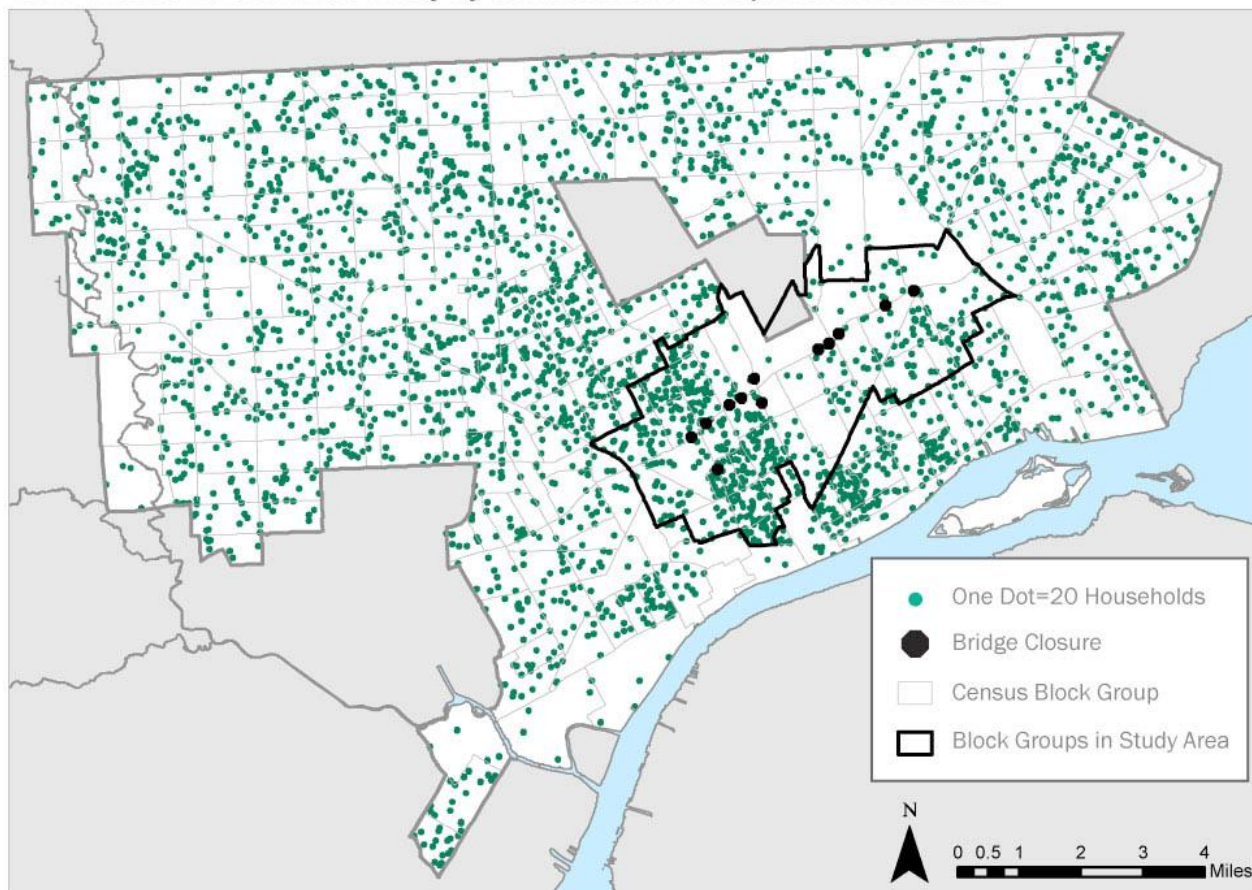 One Dot=20 Households
Bridge Closure
Census Block Group
Block Groups in Study Area
N
0 0.5 1 2 3 4
Miles